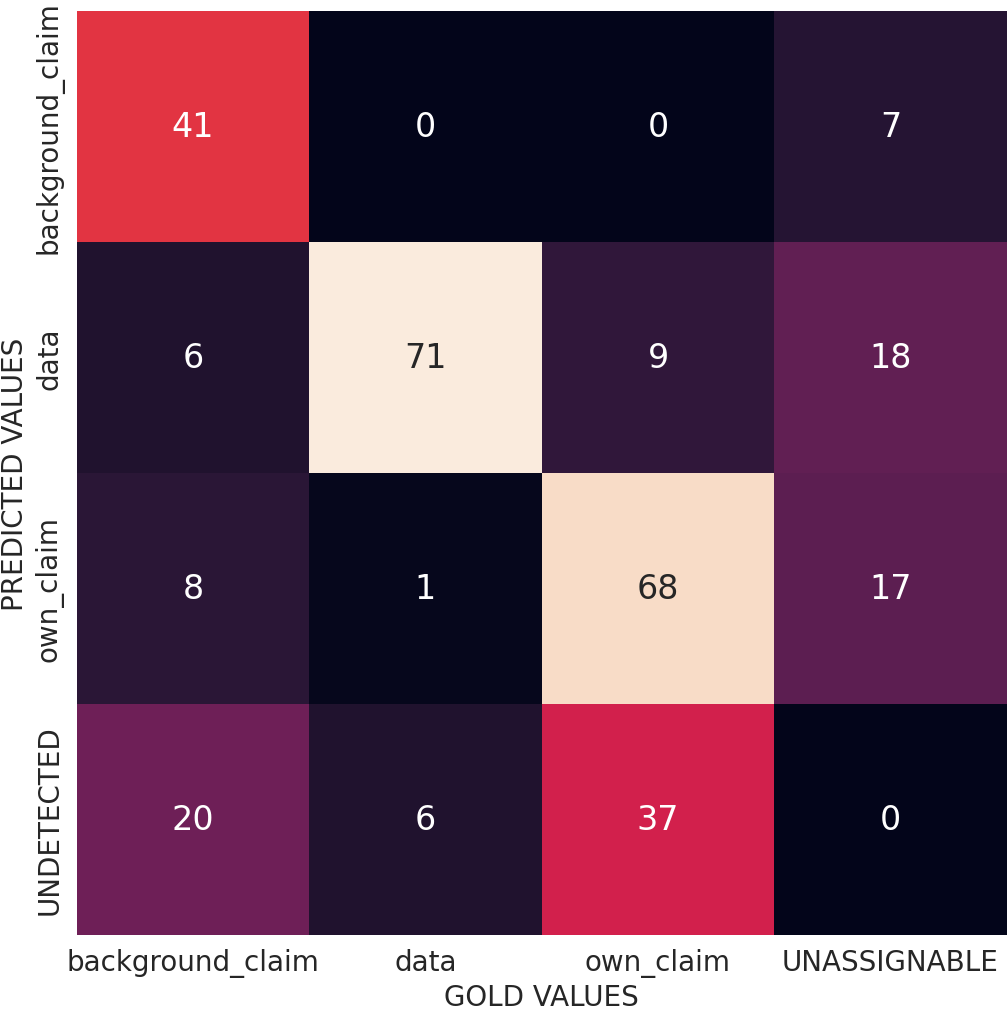 PREDICTED VALUES
background_claim
41 0 0 7
data
6 71 9 18
own_claim
8 1 68 17
UNDETECTED
20 6 37 0
background_claim data own_claim UNASSIGNABLE
GOLD VALUES